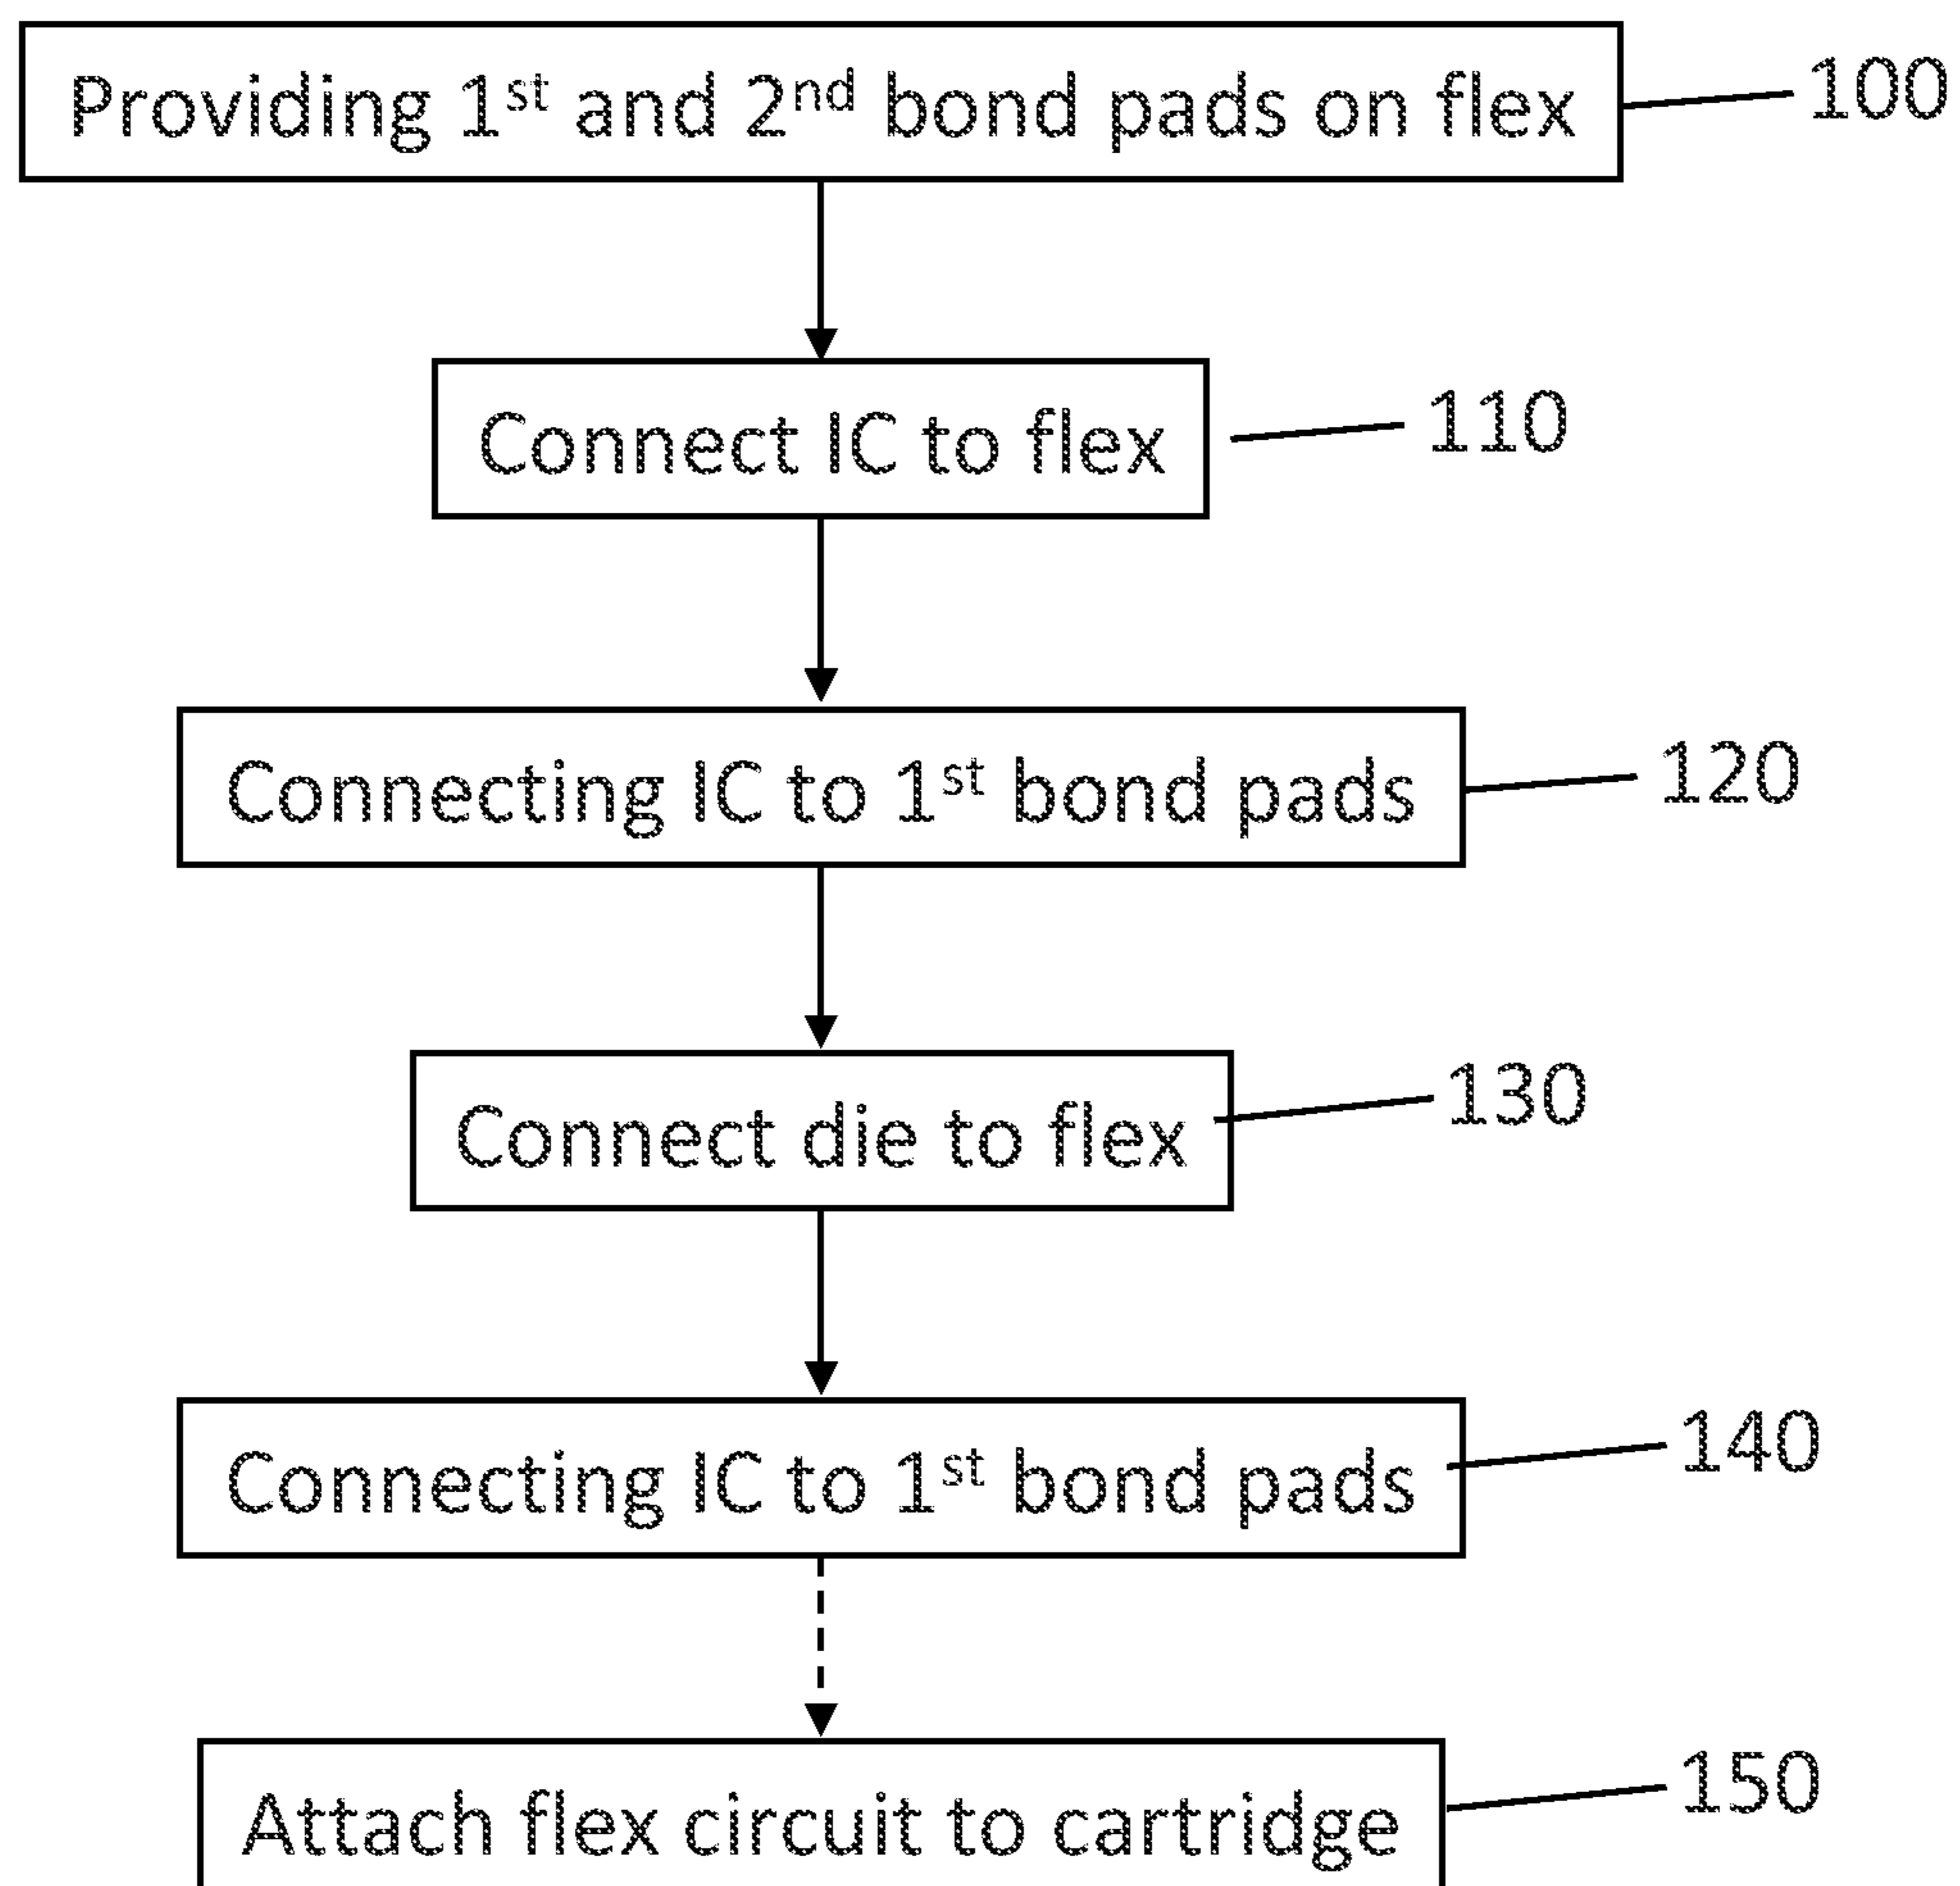 Providing 1st and 2nd bond pads on flex 100
Connect IC to flex 110
Connecting IC to 1st bond pads 120
Connect die to flex 130
Connecting IC to 1st bond pads 140
Attach flex circuit to cartridge 150